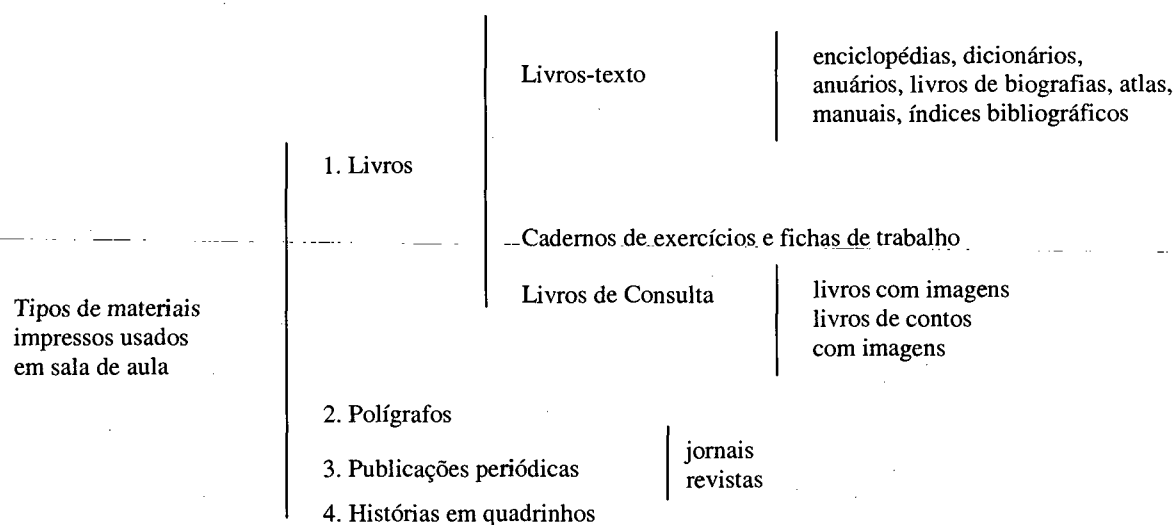 Livros-texto
enciclopédias, dicionários,
anuários, livros de biografias, atlas,
manuais, índices bibliográficos
1. Livros
Cadernos de exercícios e fichas de trabalho
Livros de Consulta
livros com imagens
livros de contos
com imagens
Tipos de materiais
impressos usados
em sala de aula
2. Polígrafos
3. Publicações periódicas
jornais
revistas
4. Histórias em quadrinhos